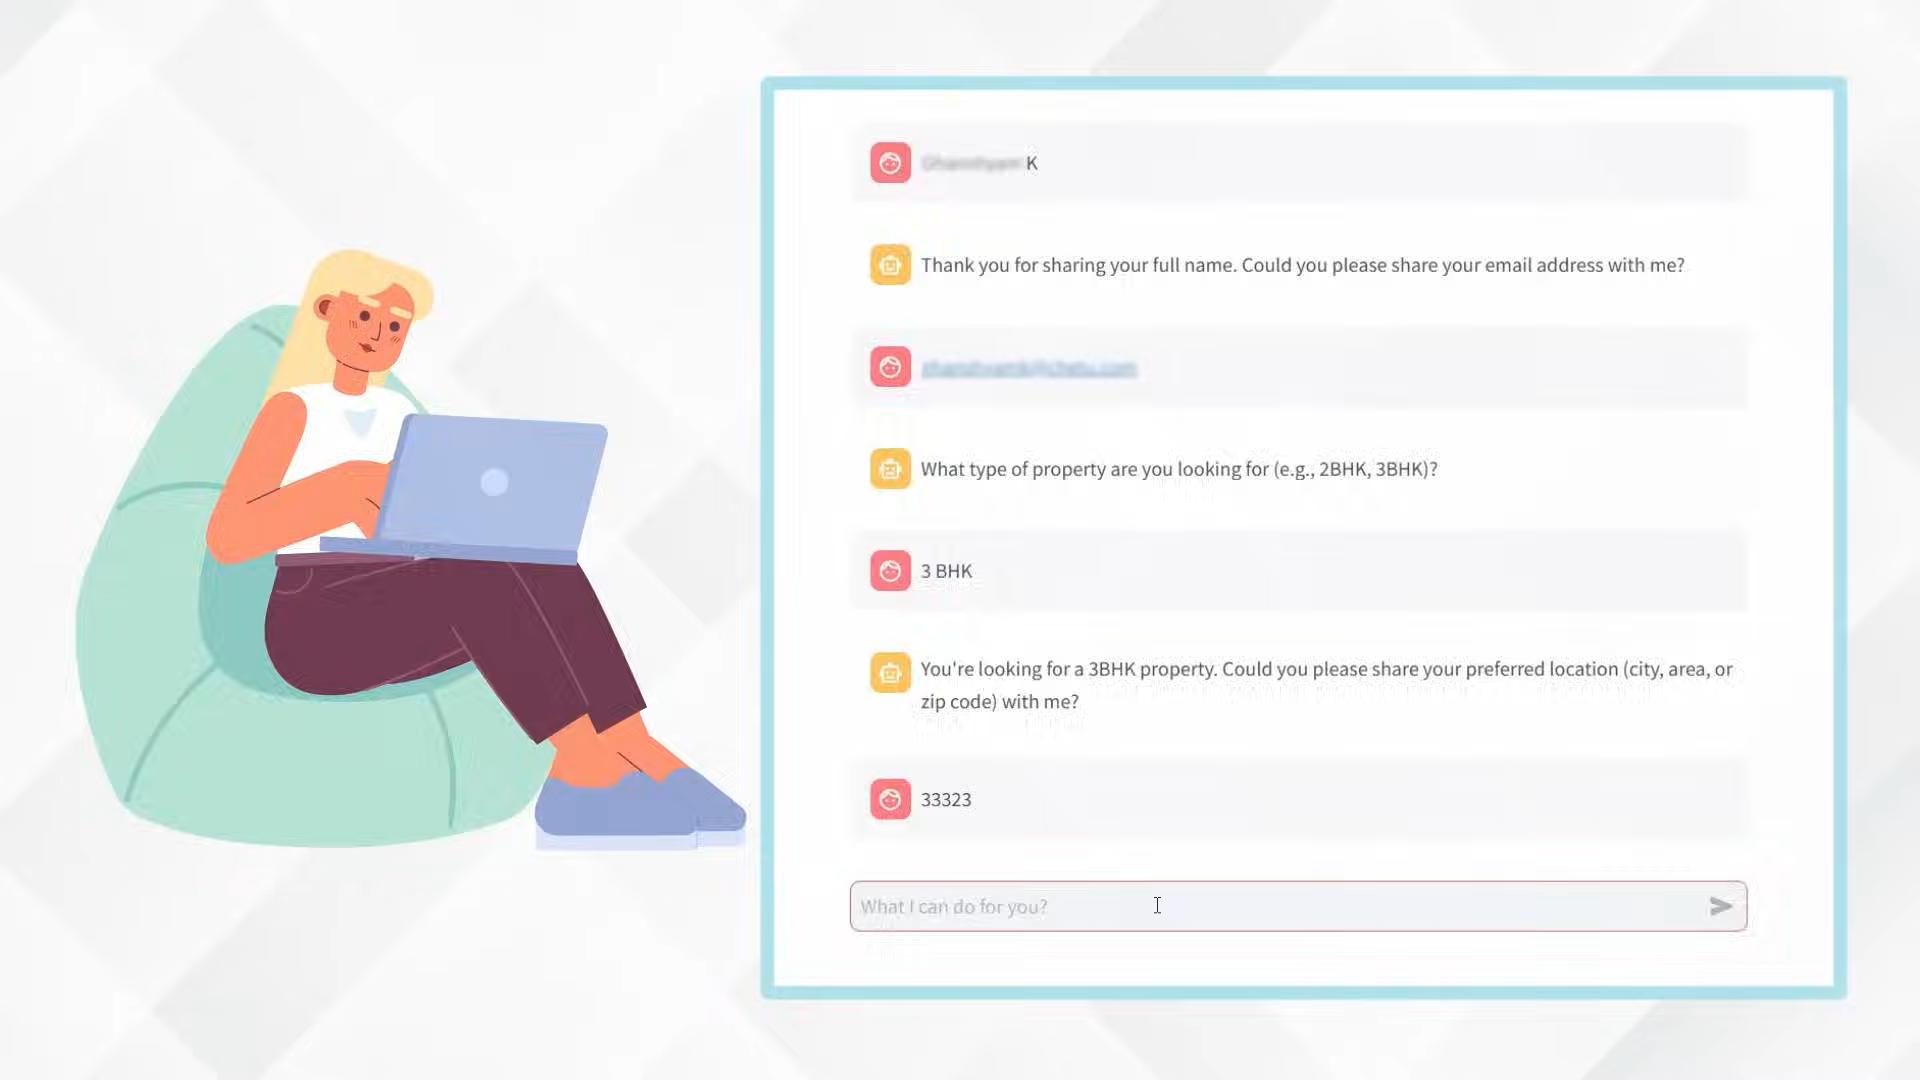 K
Thank you for sharing your full name. Could you please share your email address with me?
What type of property are you looking for (e.g., 2BHK, 3BHK)?
3 BHK
You're looking for a 3BHK property. Could you please share your preferred location (city, area, or
zip code) with me?
33323
What I can do for you?